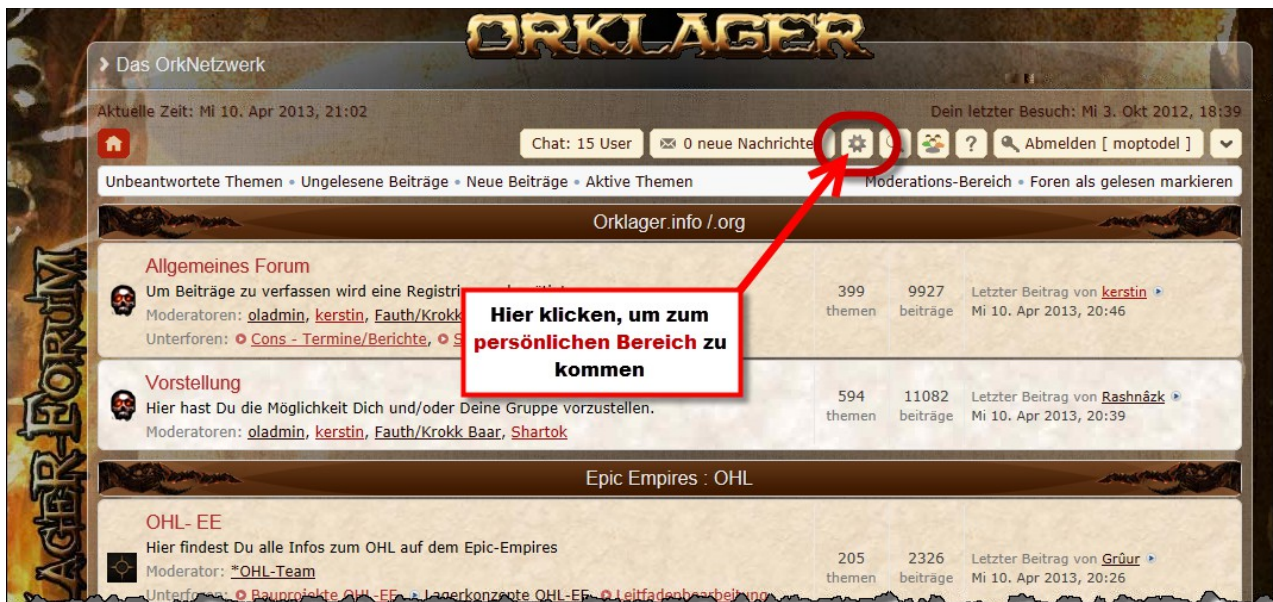 ORKLAGER
Das OrkNetzwerk
Aktuelle Zeit: Mi 10. Apr 2013, 21:02
Dein letzter Besuch: Mi 3. Okt 2012, 18:39
Chat: 15 User
0 neue Nachrichte
?
Abmelden [ moptodel ]
Unbeantwortete Themen • Ungelesene Beiträge • Neue Beiträge • Aktive Themen
Moderations-Bereich • Foren als gelesen markieren
Orklager.info /.org
Allgemeines Forum
Um Beiträge zu verfassen wird eine
Moderatoren: oladmin, kerstin, Fauth/Krokk
Unterforen: Cons - Termine/Berichte,
399 themen
9927 beiträge
Letzter Beitrag von kerstin
Mi 10. Apr 2013, 20:46
Hier klicken, um zum
persönlichen Bereich zu
kommen
Vorstellung
Hier hast Du die Möglichkeit Dich und/oder Deine Gruppe vorzustellen.
Moderatoren: oladmin, kerstin, Fauth/Krokk Baar, Shartok
594 themen
11082 beiträge
Letzter Beitrag von Rashnâzk
Mi 10. Apr 2013, 20:39
Epic Empires : OHL
OHL- EE
Hier findest Du alle Infos zum OHL auf dem Epic-Empires
Moderator: *OHL-Team
Unterforen: Bauprojekte OHL-EE, Lagerkonzepte OHL-EE, Leitfadenbearbeitung
205 themen
2326 beiträge
Letzter Beitrag von Grûur
Mi 10. Apr 2013, 20:26
AGER-FORUM